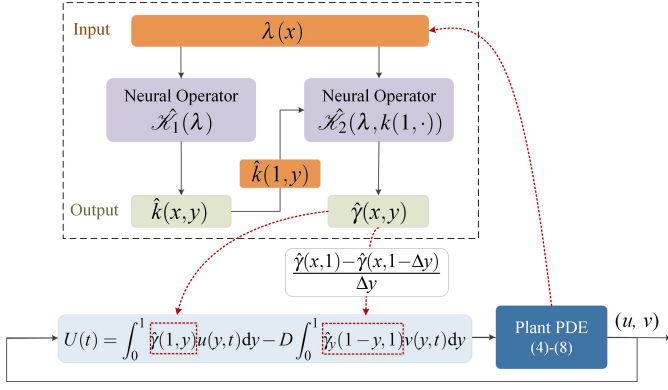 Input
λ(x)
Neural Operator
𝒦̂₁(λ)
Neural Operator
𝒦̂₂(λ, k(1,·))
k̂(1,y)
Output
k̂(x,y)
γ̂(x,y)
γ̂(x,1)−γ̂(x,1−Δy)
Δy
U(t) = ∫₀¹ γ̂(1,y)u(y,t)dy − D∫₀¹ γ̂_y(1−y,1)v(y,t)dy
Plant PDE
(4)-(8)
(u, v)